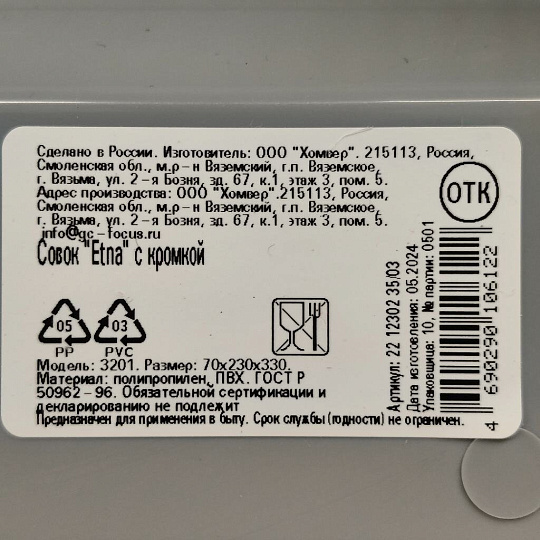 Сделано в России. Изготовитель: ООО "Хомвер". 215113, Россия,
Смоленская обл., м.р-н Вяземский, г.п. Вяземское,
г. Вязьма, ул. 2-я Бозня, зд. 67, к.1, этаж 3, пом. 5.
Адрес производства: ООО "Хомвер".215113, Россия,
Смоленская обл., м.р-н Вяземский, г.п. Вяземское,
г. Вязьма, ул. 2-я Бозня, зд. 67, к.1, этаж 3, пом. 5.
info@gc-focus.ru
Совок "Etna" с кромкой
ОТК
05
PP
03
PVC
Модель: 3201. Размер: 70x230x330.
Материал: полипропилен, ПВХ. ГОСТ Р
50962-96. Обязательной сертификации и
декларированию не подлежит
Предназначен для применения в быту. Срок службы (годности) не ограничен.
Артикул: 22 12302 35/03
Дата изготовления: 05.2024
Упаковщица: 10, № партии: 0501
4 690290 106122